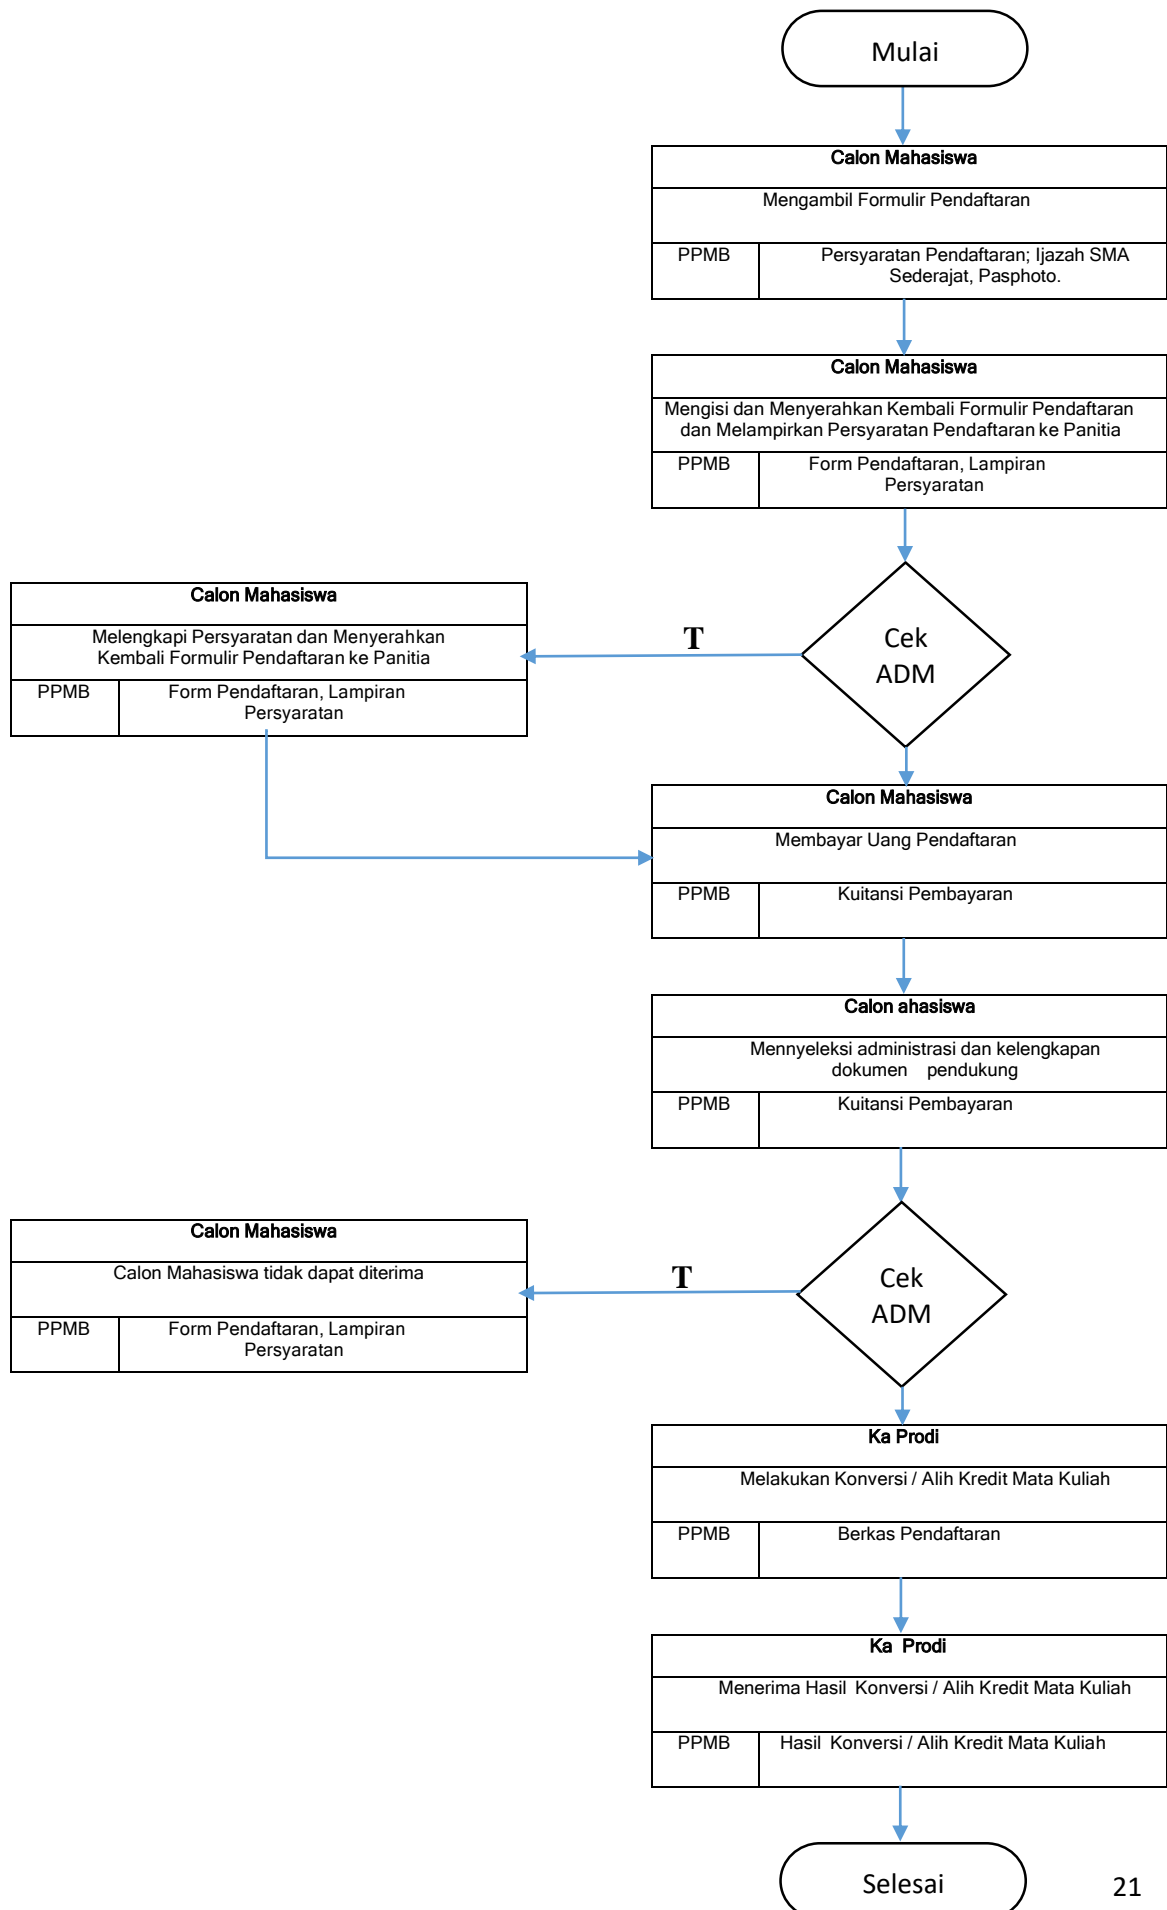 Mulai
Calon Mahasiswa
Mengambil Formulir Pendaftaran
PPMB
Persyaratan Pendaftaran; Ijazah SMA
Sederajat, Pasphoto.
Calon Mahasiswa
Mengisi dan Menyerahkan Kembali Formulir Pendaftaran
dan Melampirkan Persyaratan Pendaftaran ke Panitia
PPMB
Form Pendaftaran, Lampiran
Persyaratan
Cek
ADM
T
Calon Mahasiswa
Melengkapi Persyaratan dan Menyerahkan
Kembali Formulir Pendaftaran ke Panitia
PPMB
Form Pendaftaran, Lampiran
Persyaratan
Calon Mahasiswa
Membayar Uang Pendaftaran
PPMB
Kuitansi Pembayaran
Calon ahasiswa
Mennyeleksi administrasi dan kelengkapan
dokumen pendukung
PPMB
Kuitansi Pembayaran
Cek
ADM
T
Calon Mahasiswa
Calon Mahasiswa tidak dapat diterima
PPMB
Form Pendaftaran, Lampiran
Persyaratan
Ka Prodi
Melakukan Konversi / Alih Kredit Mata Kuliah
PPMB
Berkas Pendaftaran
Ka Prodi
Menerima Hasil Konversi / Alih Kredit Mata Kuliah
PPMB
Hasil Konversi / Alih Kredit Mata Kuliah
Selesai
21